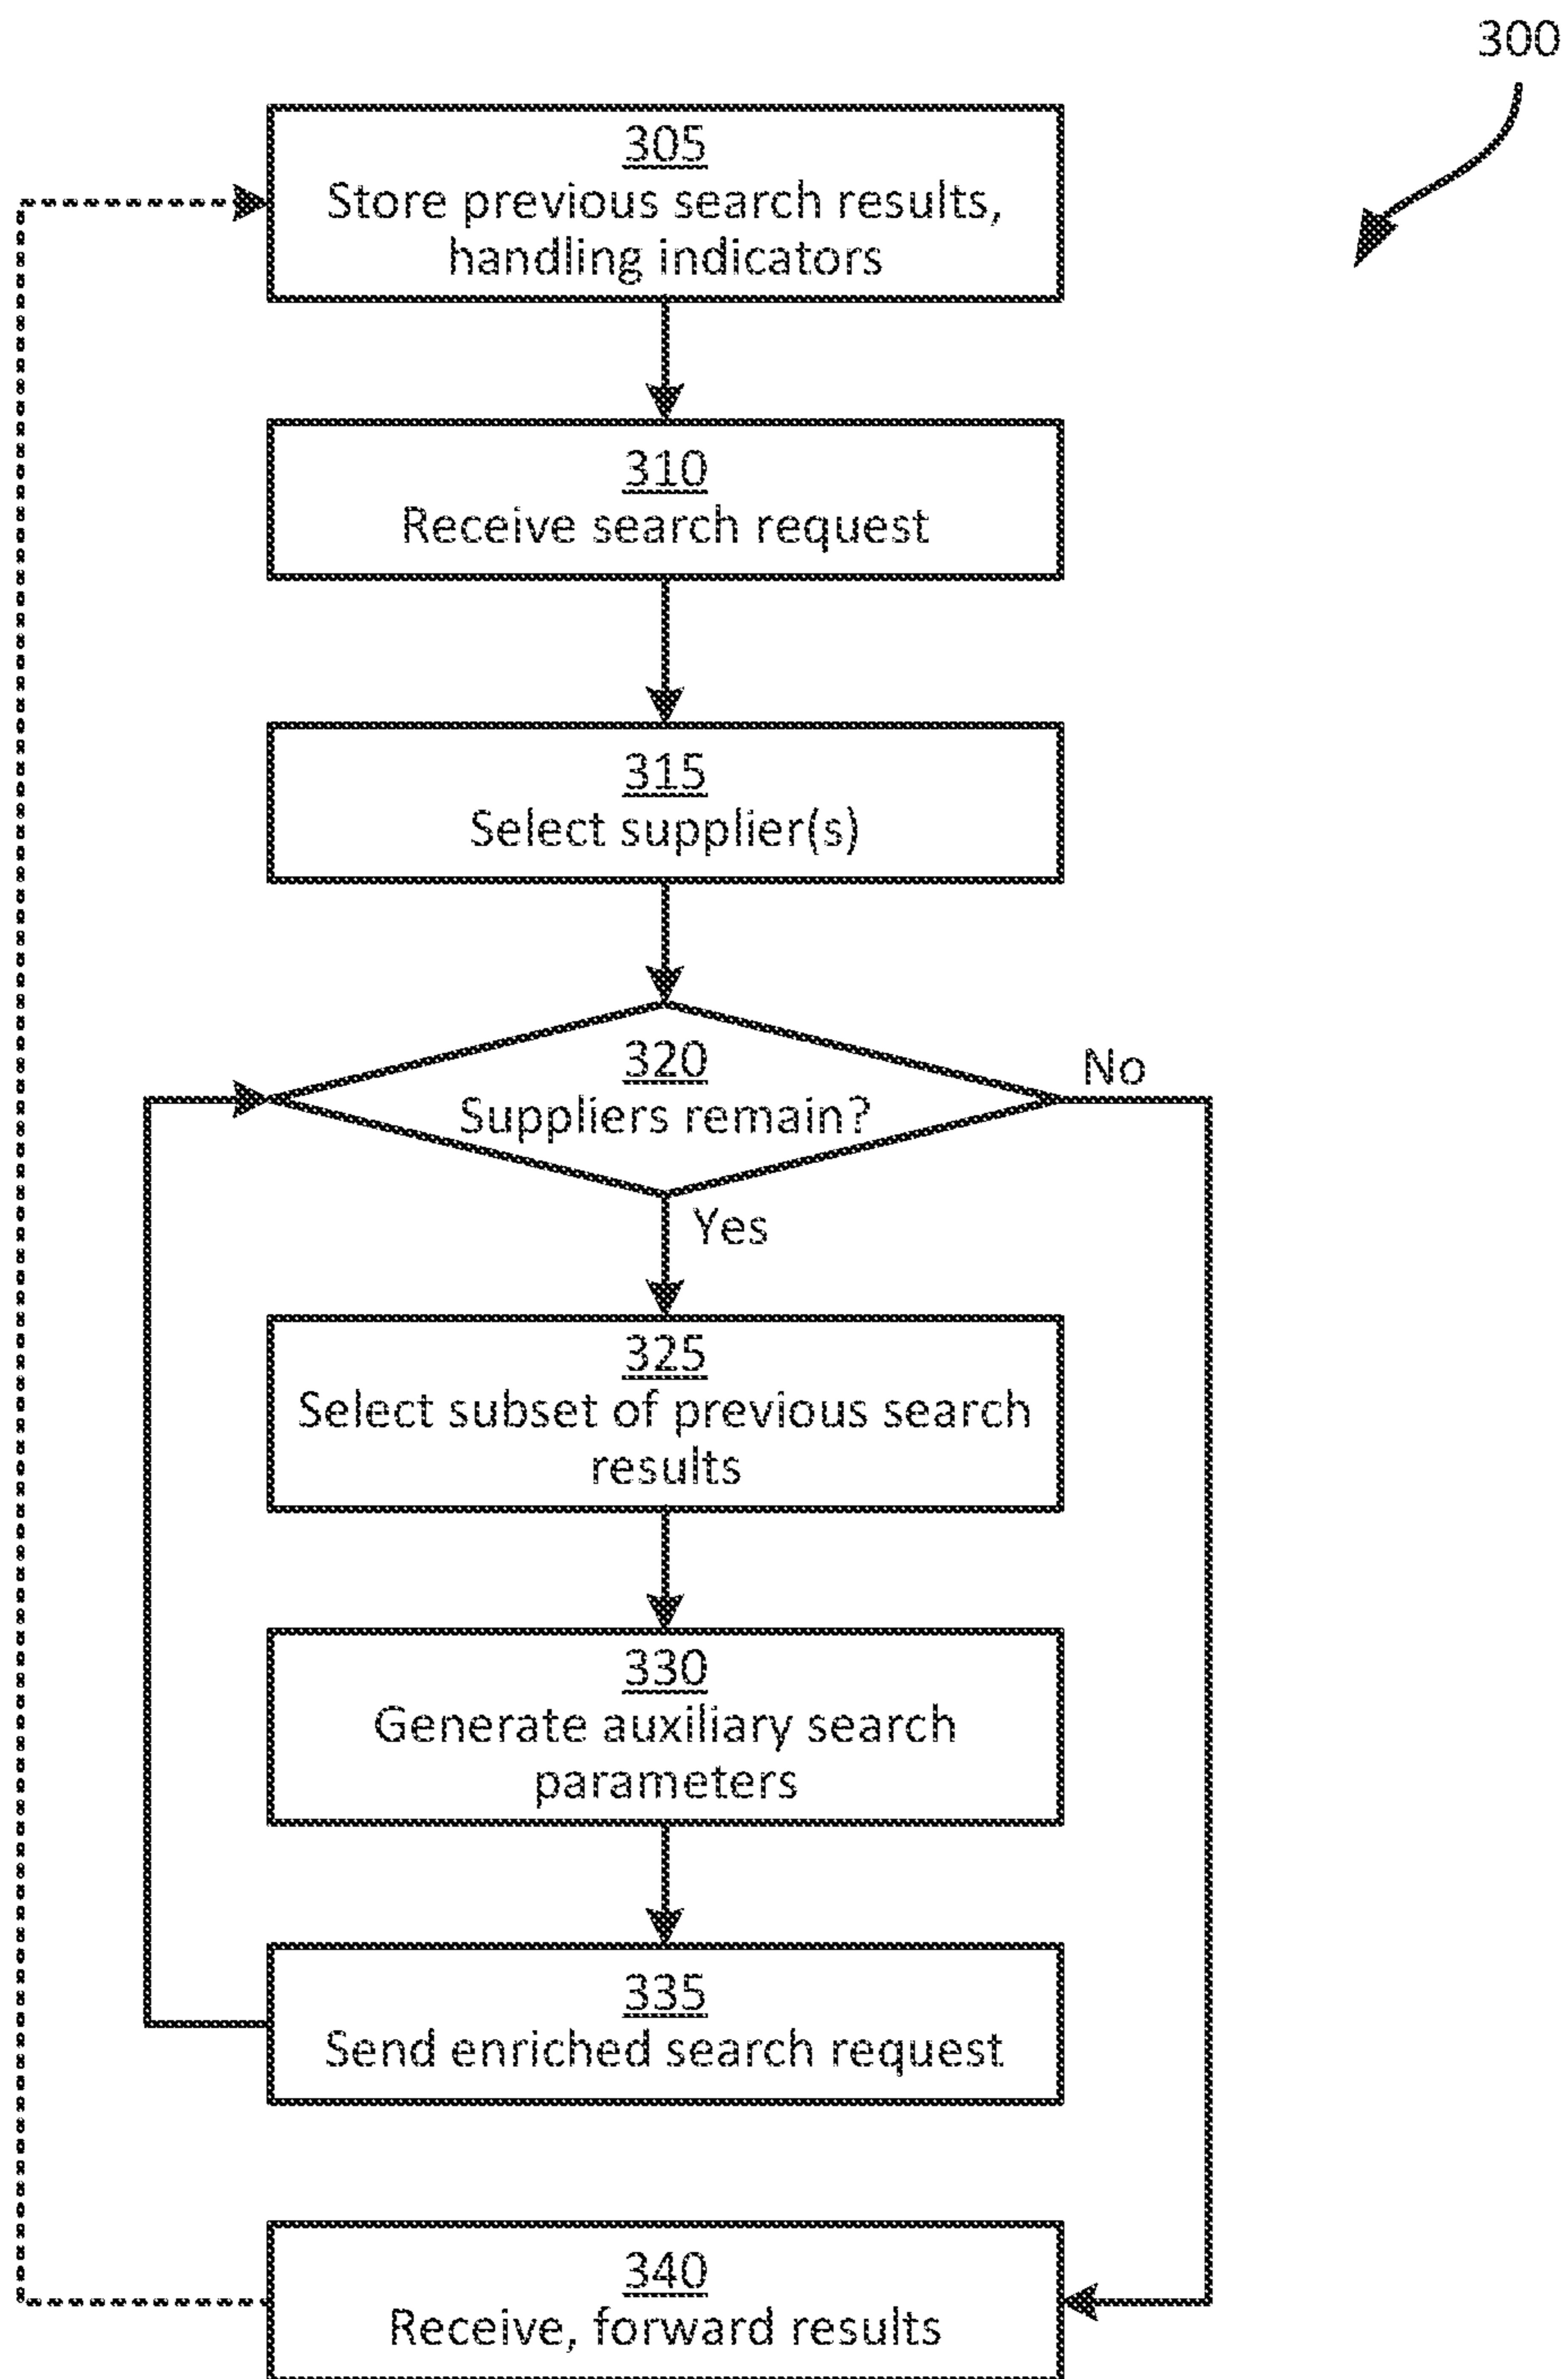 300
305
Store previous search results,
handling indicators
310
Receive search request
315
Select supplier(s)
320
Suppliers remain?
No
Yes
325
Select subset of previous search
results
330
Generate auxiliary search
parameters
335
Send enriched search request
340
Receive, forward results